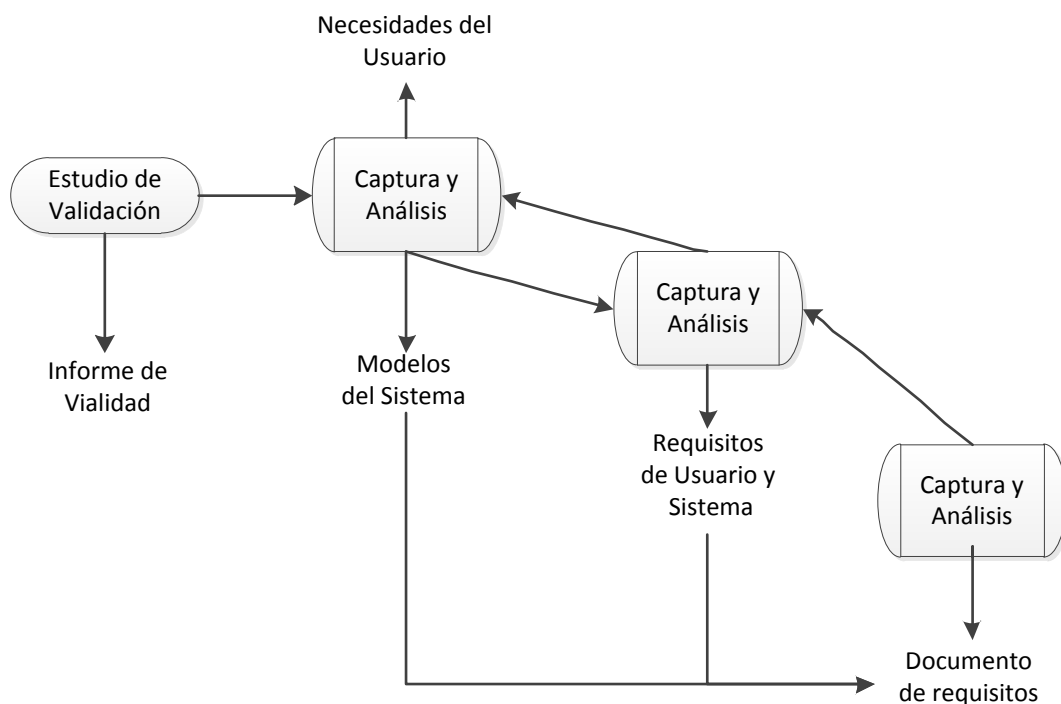 Necesidades del
Usuario
Estudio de
Validación
Captura y
Análisis
Captura y
Análisis
Informe de
Vialidad
Modelos
del Sistema
Requisitos
de Usuario y
Sistema
Captura y
Análisis
Documento
de requisitos